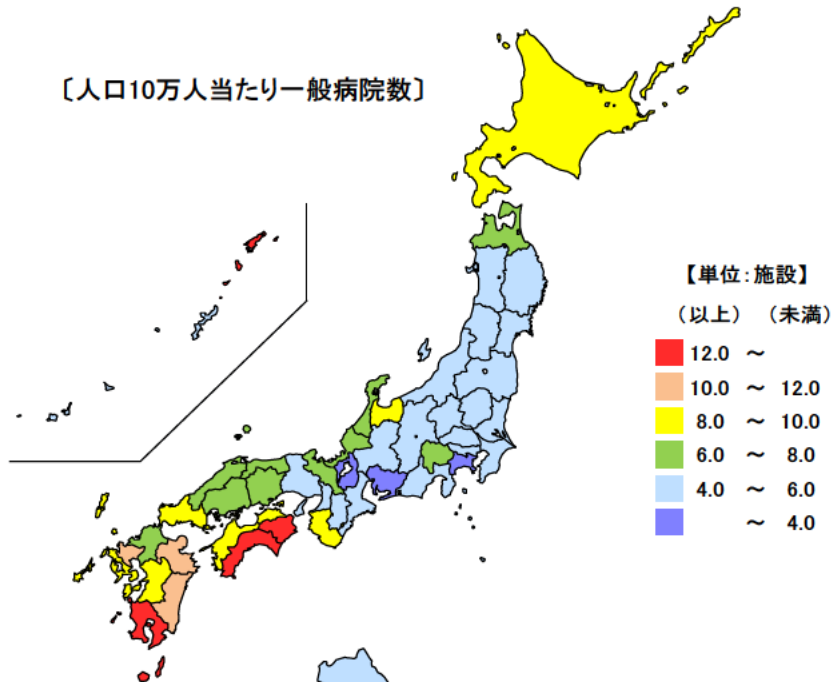 〔人口10万人当たり一般病院数〕
【単位：施設】
（以上） （未満）
12.0 ～
10.0 ～ 12.0
8.0 ～ 10.0
6.0 ～ 8.0
4.0 ～ 6.0
～ 4.0